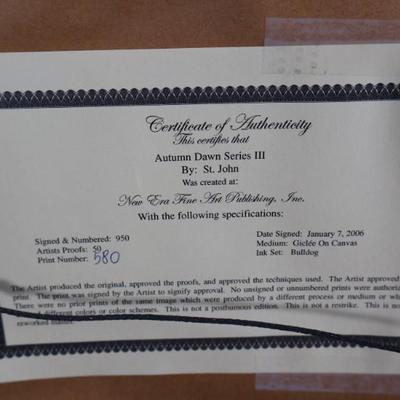 Certificate of Authenticity
This certifies that
Autumn Dawn Series III
By: St. John
Was created at:
New Era Fine Art Publishing, Inc.
With the following specifications:
Signed & Numbered: 950
Artists Proofs: 50
Print Number: 580
Date Signed: January 7, 2006
Medium: Giclée On Canvas
Ink Set: Bulldog
The Artist produced the original, approved the proofs, and approved the techniques used. The Artist approved
print. The print was signed by the Artist to signify approval. No unsigned or unnumbered prints were authoriz
There were no prior prints of the same image which were produced by a different process or medium or wh
different colors or color schemes. This is not a posthumous edition. This is not a restrike. This is no
reworked master.